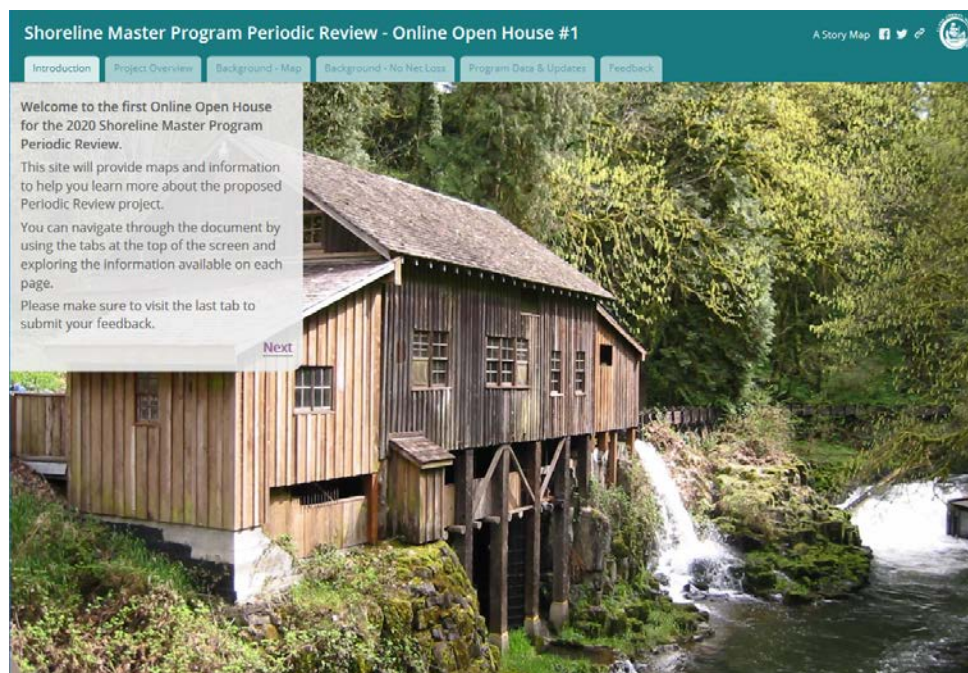 Shoreline Master Program Periodic Review - Online Open House #1
A Story Map
Introduction
Project Overview
Background - Map
Background - No Net Loss
Program Data & Updates
Feedback
Welcome to the first Online Open House
for the 2020 Shoreline Master Program
Periodic Review.
This site will provide maps and information
to help you learn more about the proposed
Periodic Review project.
You can navigate through the document by
using the tabs at the top of the screen and
exploring the information available on each
page.
Please make sure to visit the last tab to
submit your feedback.
Next